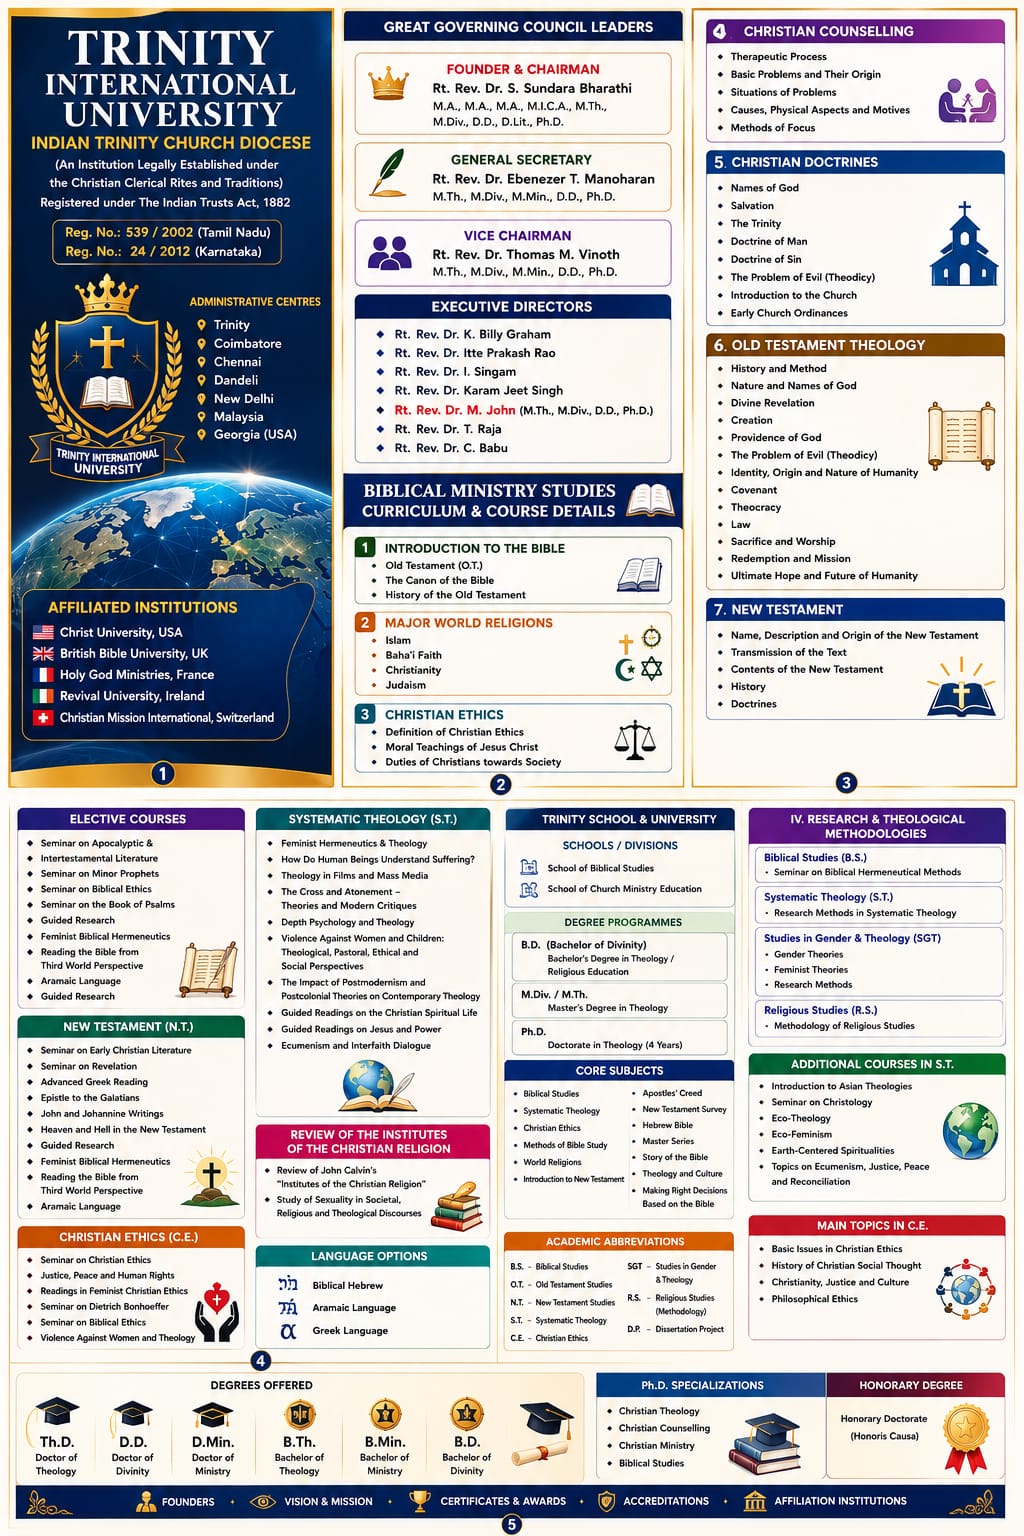 TRINITY
INTERNATIONAL
UNIVERSITY
INDIAN TRINITY CHURCH DIOCESE
(An Institution Legally Established under
the Christian Clerical Rites and Traditions)
Registered under The Indian Trusts Act, 1882
Reg. No.: 539 / 2002 (Tamil Nadu)
Reg. No.: 24 / 2012 (Karnataka)
TRINITY INTERNATIONAL
UNIVERSITY
ADMINISTRATIVE CENTRES
Trinity
Coimbatore
Chennai
Dandeli
New Delhi
Malaysia
Georgia (USA)
AFFILIATED INSTITUTIONS
Christ University, USA
British Bible University, UK
Holy God Ministries, France
Revival University, Ireland
Christian Mission International, Switzerland
1
GREAT GOVERNING COUNCIL LEADERS
FOUNDER & CHAIRMAN
Rt. Rev. Dr. S. Sundara Bharathi
M.A., M.A., M.A., M.I.C.A., M.Th.,
M.Div., D.D., D.Lit., Ph.D.
GENERAL SECRETARY
Rt. Rev. Dr. Ebenezer T. Manoharan
M.Th., M.Div., M.Min., D.D., Ph.D.
VICE CHAIRMAN
Rt. Rev. Dr. Thomas M. Vinoth
M.Th., M.Div., M.Min., D.D., Ph.D.
EXECUTIVE DIRECTORS
Rt. Rev. Dr. K. Billy Graham
Rt. Rev. Dr. Itte Prakash Rao
Rt. Rev. Dr. I. Singam
Rt. Rev. Dr. Karam Jeet Singh
Rt. Rev. Dr. M. John (M.Th., M.Div., D.D., Ph.D.)
Rt. Rev. Dr. T. Raja
Rt. Rev. Dr. C. Babu
BIBLICAL MINISTRY STUDIES
CURRICULUM & COURSE DETAILS
1 INTRODUCTION TO THE BIBLE
Old Testament (O.T.)
The Canon of the Bible
History of the Old Testament
2 MAJOR WORLD RELIGIONS
Islam
Baha'i Faith
Christianity
Judaism
3 CHRISTIAN ETHICS
Definition of Christian Ethics
Moral Teachings of Jesus Christ
Duties of Christians towards Society
2
4 CHRISTIAN COUNSELLING
Therapeutic Process
Basic Problems and Their Origin
Situations of Problems
Causes, Physical Aspects and Motives
Methods of Focus
5. CHRISTIAN DOCTRINES
Names of God
Salvation
The Trinity
Doctrine of Man
Doctrine of Sin
The Problem of Evil (Theodicy)
Introduction to the Church
Early Church Ordinances
6. OLD TESTAMENT THEOLOGY
History and Method
Nature and Names of God
Divine Revelation
Creation
Providence of God
The Problem of Evil (Theodicy)
Identity, Origin and Nature of Humanity
Covenant
Theocracy
Law
Sacrifice and Worship
Redemption and Mission
Ultimate Hope and Future of Humanity
7. NEW TESTAMENT
Name, Description and Origin of the New Testament
Transmission of the Text
Contents of the New Testament
History
Doctrines
3
ELECTIVE COURSES
Seminar on Apocalyptic &
Intertestamental Literature
Seminar on Minor Prophets
Seminar on Biblical Ethics
Seminar on the Book of Psalms
Guided Research
Feminist Biblical Hermeneutics
Reading the Bible from
Third World Perspective
Aramaic Language
Guided Research
NEW TESTAMENT (N.T.)
Seminar on Early Christian Literature
Seminar on Revelation
Advanced Greek Reading
Epistle to the Galatians
John and Johannine Writings
Heaven and Hell in the New Testament
Guided Research
Feminist Biblical Hermeneutics
Reading the Bible from
Third World Perspective
Aramaic Language
CHRISTIAN ETHICS (C.E.)
Seminar on Christian Ethics
Justice, Peace and Human Rights
Readings in Feminist Christian Ethics
Seminar on Dietrich Bonhoeffer
Seminar on Biblical Ethics
Violence Against Women and Theology
SYSTEMATIC THEOLOGY (S.T.)
Feminist Hermeneutics & Theology
How Do Human Beings Understand Suffering?
Theology in Films and Mass Media
The Cross and Atonement –
Theories and Modern Critiques
Depth Psychology and Theology
Violence Against Women and Children:
Theological, Pastoral, Ethical and
Social Perspectives
The Impact of Postmodernism and
Postcolonial Theories on Contemporary Theology
Guided Readings on the Christian Spiritual Life
Guided Readings on Jesus and Power
Ecumenism and Interfaith Dialogue
REVIEW OF THE INSTITUTES
OF THE CHRISTIAN RELIGION
Review of John Calvin's
"Institutes of the Christian Religion"
Study of Sexuality in Societal,
Religious and Theological Discourses
LANGUAGE OPTIONS
Biblical Hebrew
Aramaic Language
α Greek Language
4
TRINITY SCHOOL & UNIVERSITY
SCHOOLS / DIVISIONS
School of Biblical Studies
School of Church Ministry Education
DEGREE PROGRAMMES
B.D. (Bachelor of Divinity)
Bachelor's Degree in Theology /
Religious Education
M.Div. / M.Th.
Master's Degree in Theology
Ph.D.
Doctorate in Theology (4 Years)
CORE SUBJECTS
Biblical Studies
Systematic Theology
Christian Ethics
Methods of Bible Study
World Religions
Introduction to New Testament
Apostles' Creed
New Testament Survey
Hebrew Bible
Master Series
Story of the Bible
Theology and Culture
Making Right Decisions
Based on the Bible
ACADEMIC ABBREVIATIONS
B.S. – Biblical Studies
O.T. – Old Testament Studies
N.T. – New Testament Studies
S.T. – Systematic Theology
C.E. – Christian Ethics
SGT – Studies in Gender
& Theology
R.S. – Religious Studies
(Methodology)
D.P. – Dissertation Project
IV. RESEARCH & THEOLOGICAL
METHODOLOGIES
Biblical Studies (B.S.)
Seminar on Biblical Hermeneutical Methods
Systematic Theology (S.T.)
Research Methods in Systematic Theology
Studies in Gender & Theology (SGT)
Gender Theories
Feminist Theories
Research Methods
Religious Studies (R.S.)
Methodology of Religious Studies
ADDITIONAL COURSES IN S.T.
Introduction to Asian Theologies
Seminar on Christology
Eco-Theology
Eco-Feminism
Earth-Centered Spiritualities
Topics on Ecumenism, Justice, Peace
and Reconciliation
MAIN TOPICS IN C.E.
Basic Issues in Christian Ethics
History of Christian Social Thought
Christianity, Justice and Culture
Philosophical Ethics
DEGREES OFFERED
Th.D.
Doctor of
Theology
D.D.
Doctor of
Divinity
D.Min.
Doctor of
Ministry
B.Th.
Bachelor of
Theology
B.Min.
Bachelor of
Ministry
B.D.
Bachelor of
Divinity
Ph.D. SPECIALIZATIONS
Christian Theology
Christian Counselling
Christian Ministry
Biblical Studies
HONORARY DEGREE
Honorary Doctorate
(Honoris Causa)
FOUNDERS • VISION & MISSION • CERTIFICATES & AWARDS • ACCREDITATIONS • AFFILIATION INSTITUTIONS
5